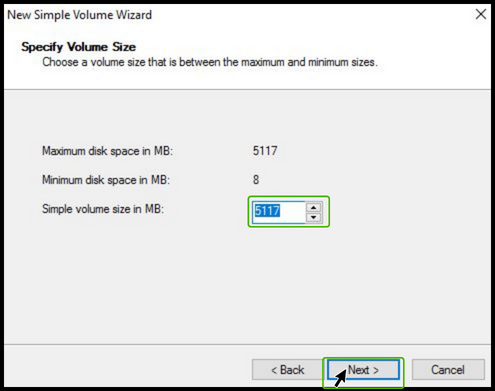 New Simple Volume Wizard
Specify Volume Size
Choose a volume size that is between the maximum and minimum sizes.
Maximum disk space in MB: 5117
Minimum disk space in MB: 8
Simple volume size in MB: 5117
< Back Next > Cancel